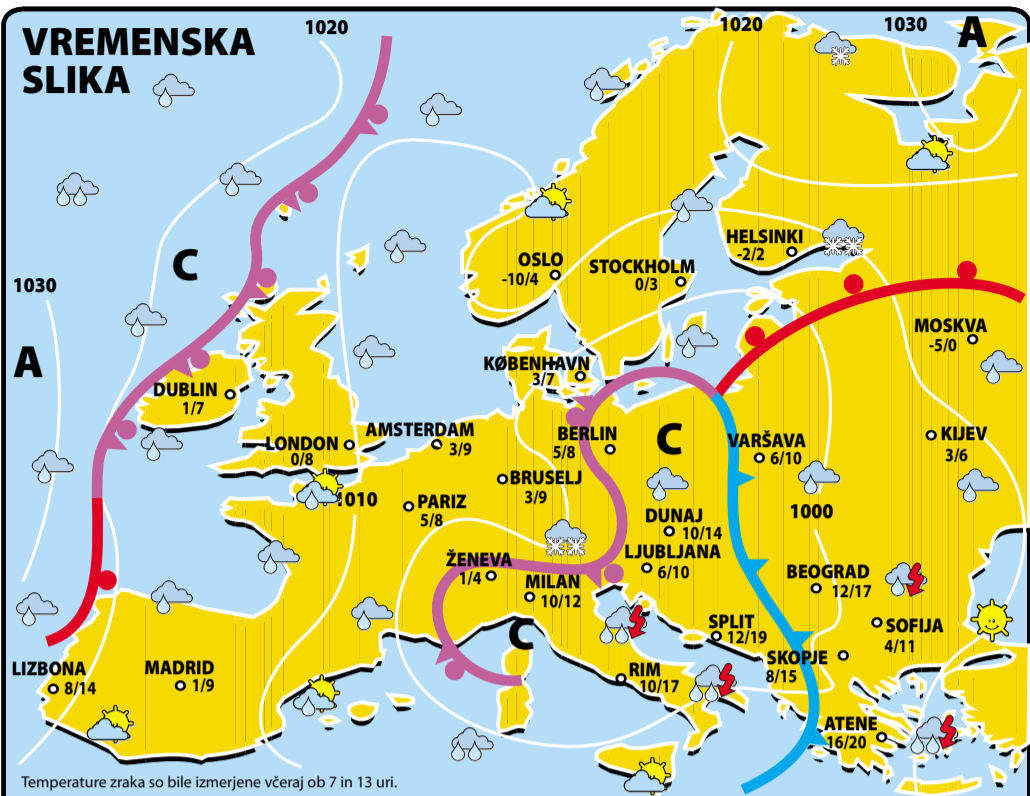 VREMENSKA
SLIKA
1020
1020
1030
A
C
1030
A
HELSINKI
-2/2
OSLO
-10/4
STOCKHOLM
0/3
MOSKVA
-5/0
KØBENHAVN
3/7
DUBLIN
1/7
LONDON
0/8
AMSTERDAM
3/9
BERLIN
5/8
C
VARŠAVA
6/10
KIJEV
3/6
BRUSELJ
3/9
1010
PARIZ
5/8
1000
DUNAJ
10/14
LJUBLJANA
6/10
ŽENEVA
1/4
MILAN
10/12
BEOGRAD
12/17
C
SPLIT
12/19
SOFIJA
4/11
SKOPJE
8/15
LIZBONA
8/14
MADRID
1/9
RIM
10/17
ATENE
16/20
Temperature zraka so bile izmerjene včeraj ob 7 in 13 uri.